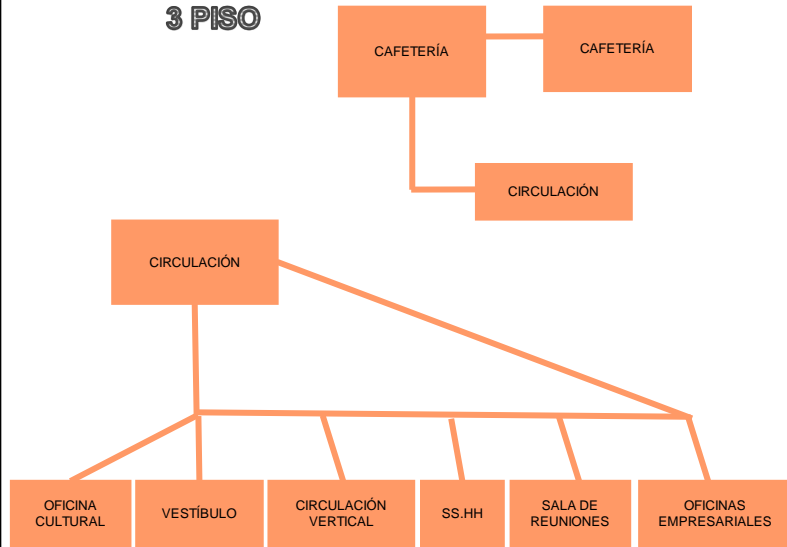 3 PISO
CAFETERÍA
CAFETERÍA
CIRCULACIÓN
CIRCULACIÓN
OFICINA
CULTURAL
VESTÍBULO
CIRCULACIÓN
VERTICAL
SS.HH
SALA DE
REUNIONES
OFICINAS
EMPRESARIALES